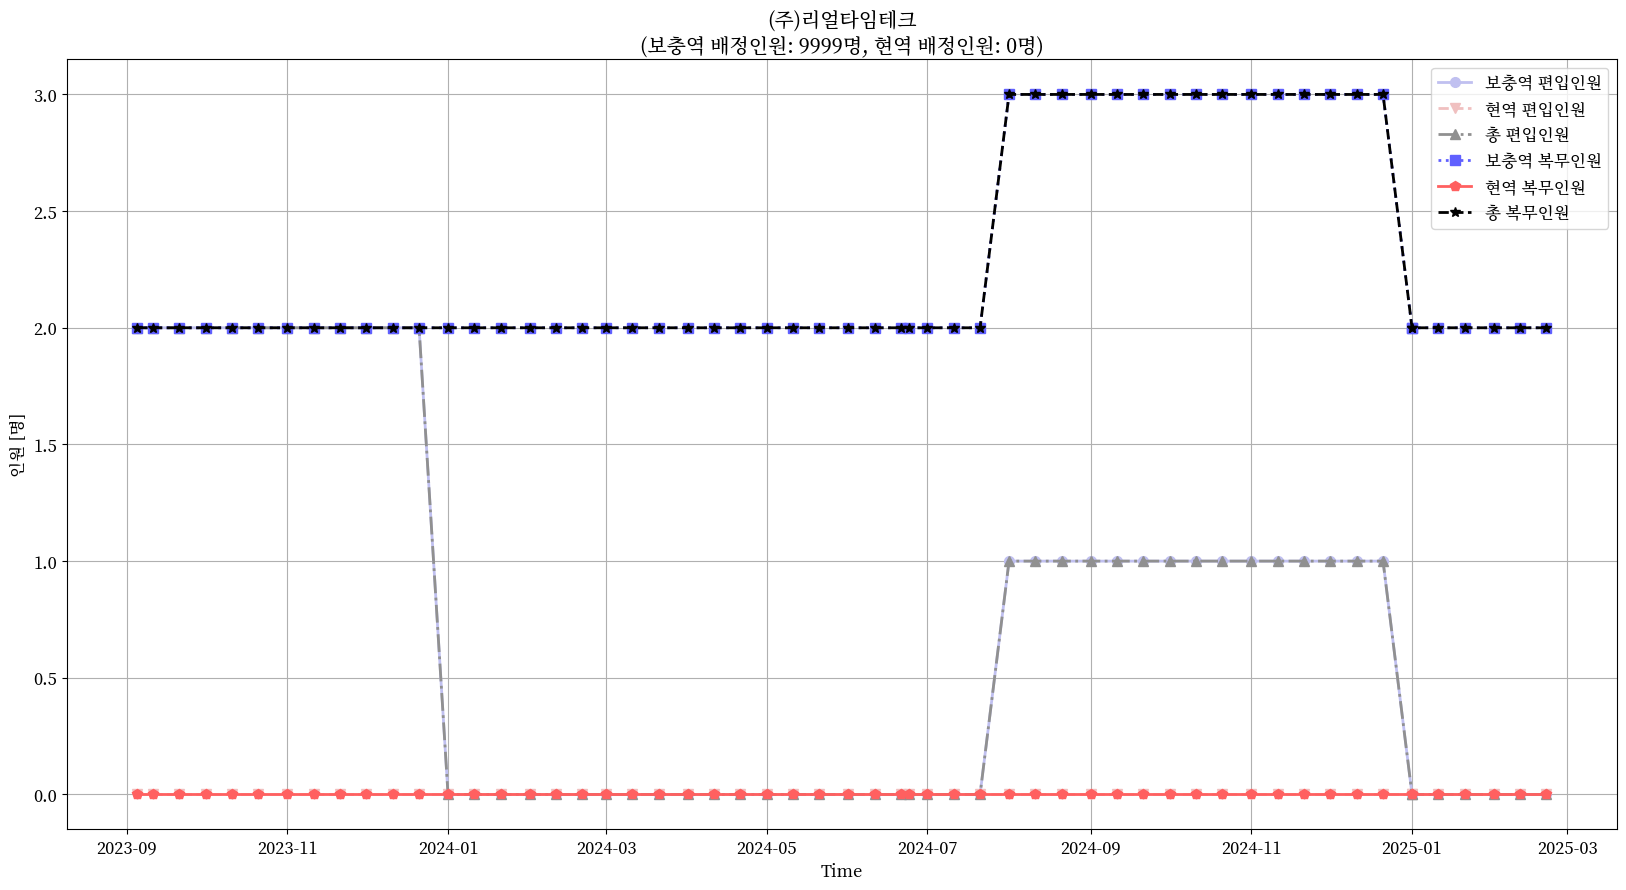 (주)리얼타임테크
(보충역 배정인원: 9999명, 현역 배정인원: 0명)
보충역 편입인원
현역 편입인원
총 편입인원
보충역 복무인원
현역 복무인원
총 복무인원
인원 [명]
3.0
2.5
2.0
1.5
1.0
0.5
0.0
2023-09 2023-11 2024-01 2024-03 2024-05 2024-07 2024-09 2024-11 2025-01 2025-03
Time